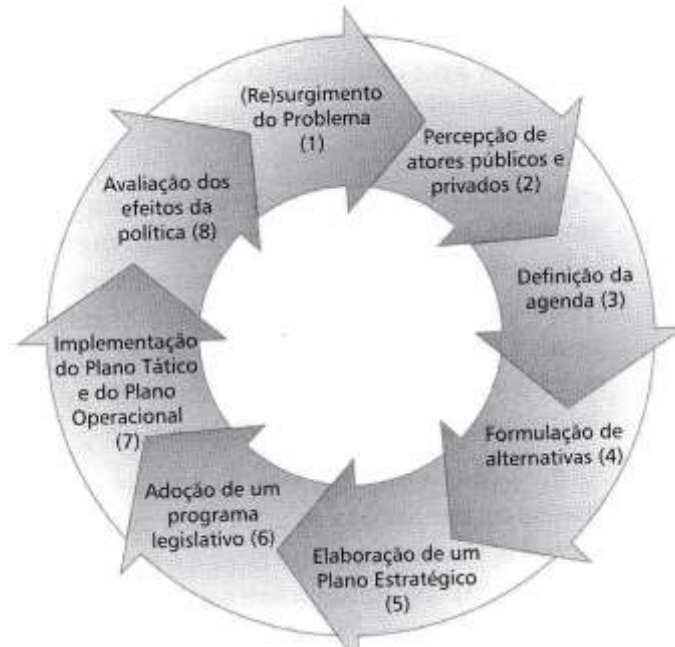 (Re)surgimento
do Problema
(1)
Percepção de
atores públicos e
privados (2)
Definição da
agenda (3)
Formulação de
alternativas (4)
Elaboração de um
Plano Estratégico
(5)
Adoção de um
programa
legislativo (6)
Implementação
do Plano Tático
e do Plano
Operacional
(7)
Avaliação dos
efeitos da
política (8)